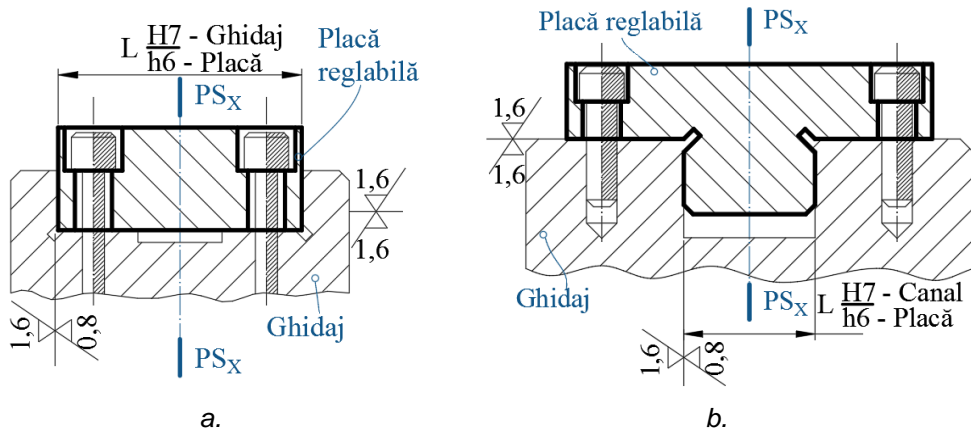 L H7 - Ghidaj
h6 - Placă
Placă
reglabilă
PSX
1,6
1,6
1,6
0,8
Ghidaj
PSX
a.
Placă reglabilă
PSX
1,6
1,6
Ghidaj
PSX
L H7 - Canal
h6 - Placă
1,6
0,8
b.